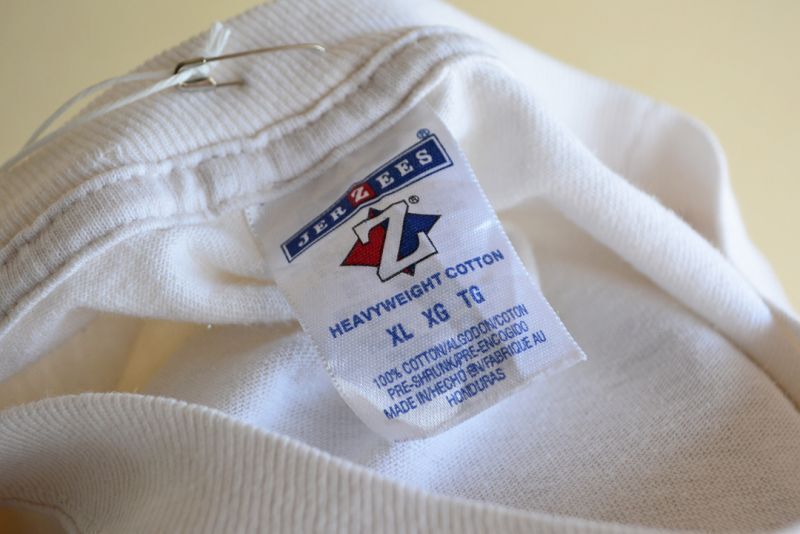 JERZEES®
Z®
HEAVYWEIGHT COTTON
XL XG TG
100% COTTON/ALGODON/COTON
PRE-SHRUNK/PRE-ENCOGIDO
MADE IN/HECHO EN/FABRIQUE AU
HONDURAS